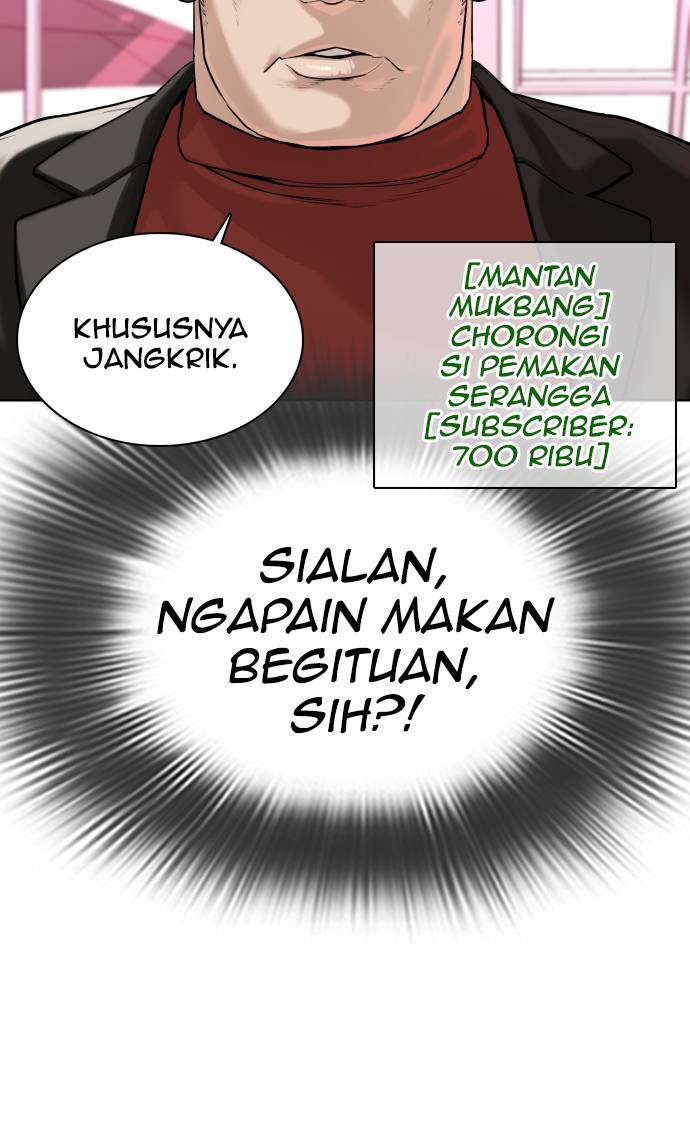 [MANTAN
MUKBANG]
CHORONGI
SI PEMAKAN
SERANGGA
[SUBSCRIBER:
700 RIBU]
KHUSUSNYA
JANGKRIK.
SIALAN,
NGAPAIN MAKAN
BEGITUAN,
SIH?!